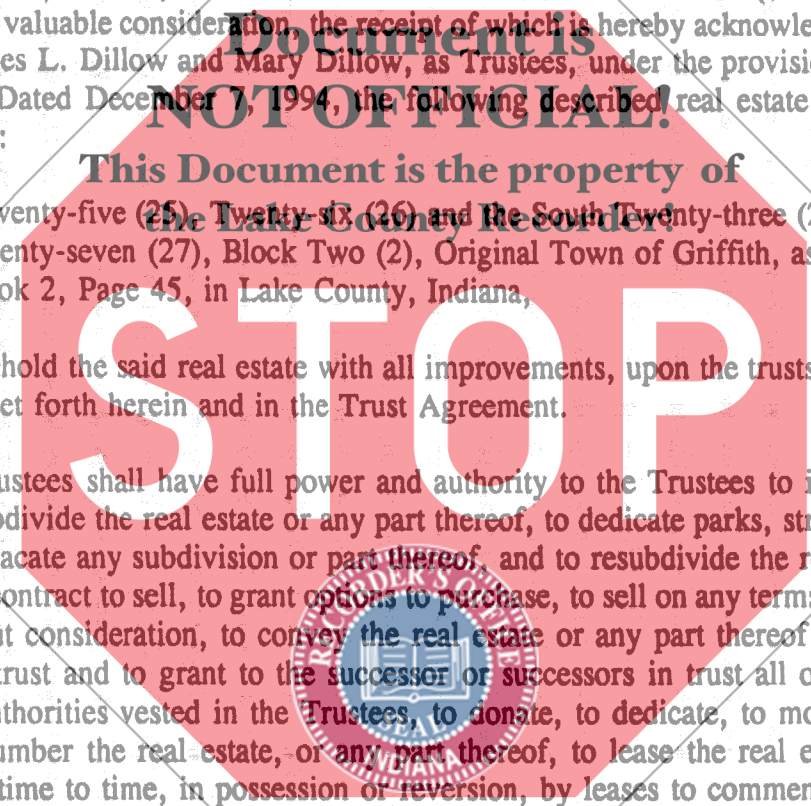 valuable consideration, the receipt of which is hereby acknowle
Document is
es L. Dillow and Mary Dillow, as Trustees, under the provisi
Dated December 7, 1994, the following described real estate
NOT OFFICIAL!
:
This Document is the property of
venty-five (25), Twenty-six (26) and the South Twenty-three (2
the Lake County Recorder!
enty-seven (27), Block Two (2), Original Town of Griffith, as
ok 2, Page 45, in Lake County, Indiana,
STOP
hold the said real estate with all improvements, upon the trusts
et forth herein and in the Trust Agreement.
ustees shall have full power and authority to the Trustees to i
bdivide the real estate or any part thereof, to dedicate parks, str
acate any subdivision or part thereof, and to resubdivide the r
contract to sell, to grant options to purchase, to sell on any terms
nt consideration, to convey the real estate or any part thereof
trust and to grant to the successor or successors in trust all o
thorities vested in the Trustees, to donate, to dedicate, to mo
umber the real estate, or any part thereof, to lease the real e
time to time, in possession or reversion, by leases to commer
RECORDER'S OFFICE
SEAL
INDIANA